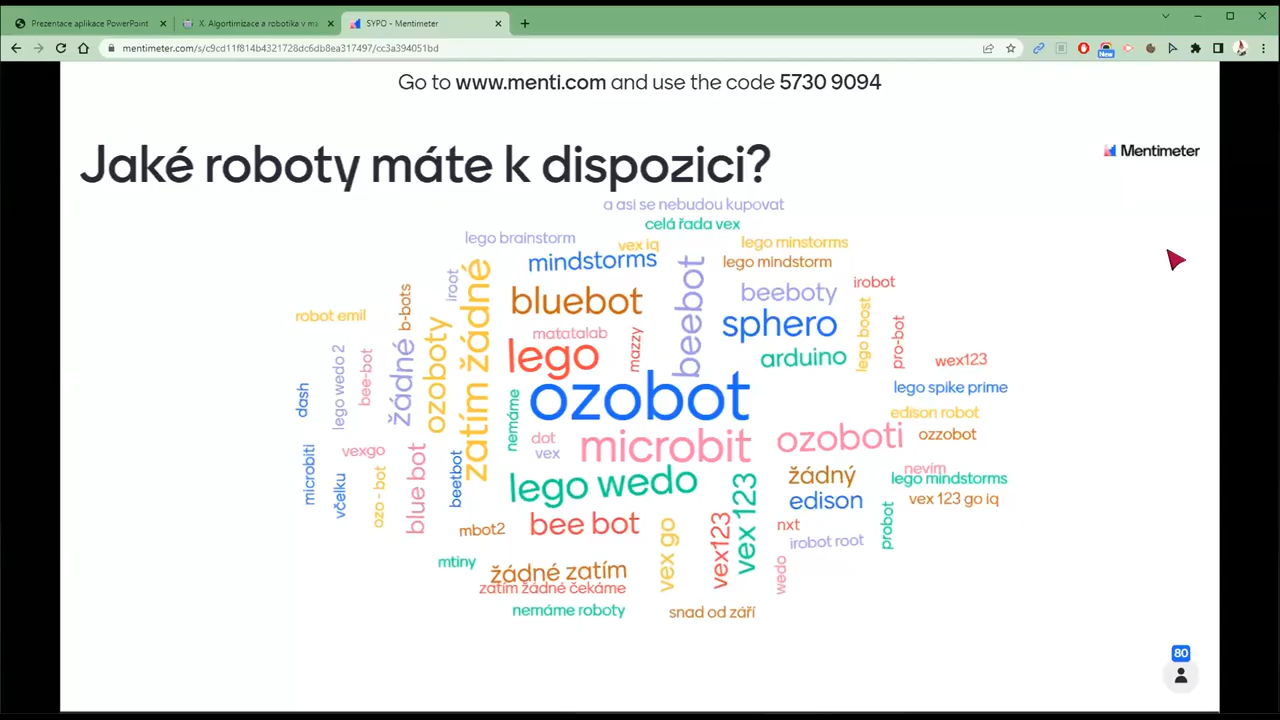 Prezentace aplikace PowerPoint
X. Algortimizace a robotika v ma
SYPO - Mentimeter
mentimeter.com/s/c9cd11f814b4321728dc6db8ea317497/cc3a394051bd
New
Go to www.menti.com and use the code 5730 9094
Jaké roboty máte k dispozici?
Mentimeter
a asi se nebudou kupovat
celá řada vex
lego brainstorm
vex iq
lego minstorms
mindstorms
lego mindstorm
iroot
zatím žádné
beebot
irobot
b-bots
bluebot
beeboty
robot emil
ozoboty
matatalab
mazzy
sphero
lego boost
pro-bot
žádné
lego
arduino
wex123
dash
lego wedo 2
bee-bot
ozobot
lego spike prime
nemáme
edison robot
dot
microbit
ozoboti
ozzobot
vex
vexgo
microbiti
včelku
ozo - bot
blue bot
beetbot
lego wedo
vex 123
žádný
nevím
lego mindstorms
edison
vex 123 go iq
probot
mbot2
bee bot
vex go
vex123
nxt
irobot root
mtiny
žádné zatím
wedo
zatím žádné čekáme
nemáme roboty
snad od září
80